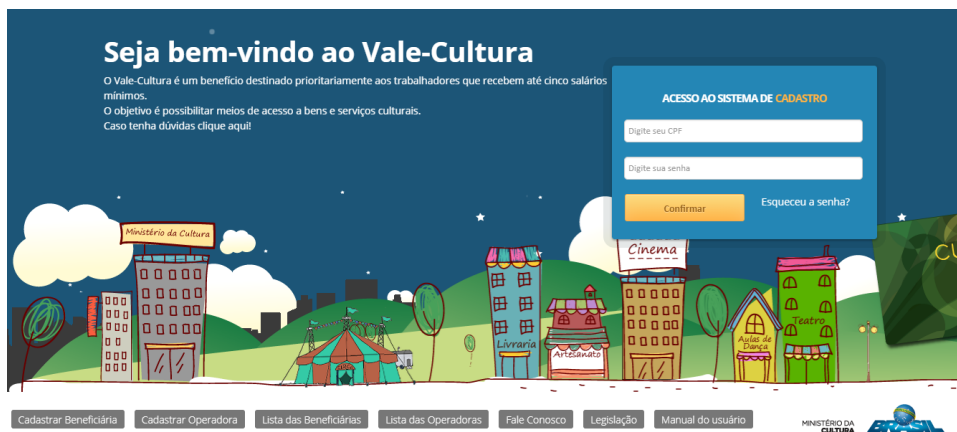 Seja bem-vindo ao Vale-Cultura
O Vale-Cultura é um benefício destinado prioritariamente aos trabalhadores que recebem até cinco salários
mínimos.
O objetivo é possibilitar meios de acesso a bens e serviços culturais.
Caso tenha dúvidas clique aqui!
ACESSO AO SISTEMA DE CADASTRO
Digite seu CPF
Digite sua senha
Confirmar
Esqueceu a senha?
Ministério da Cultura
Cinema
Livraria
Artesanato
Aulas de
Dança
Teatro
Cadastrar Beneficiária
Cadastrar Operadora
Lista das Beneficiárias
Lista das Operadoras
Fale Conosco
Legislação
Manual do usuário
MINISTÉRIO DA
CULTURA
BRASIL